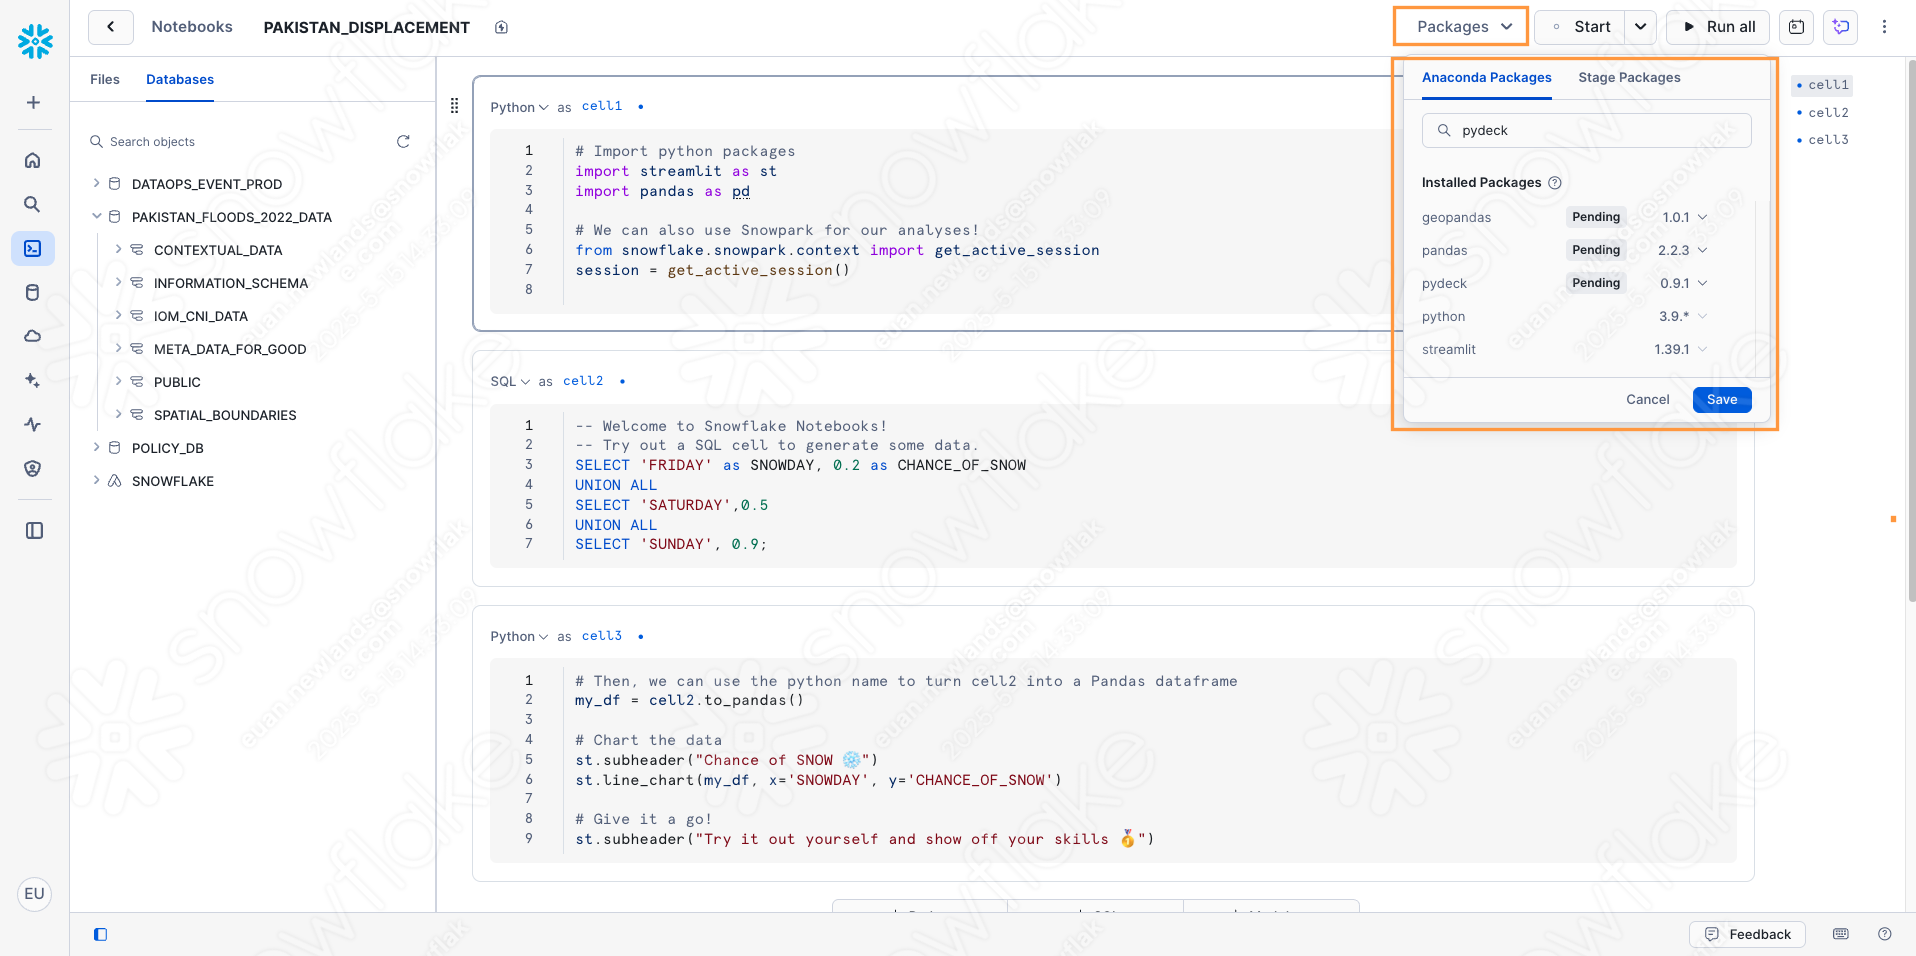 Notebooks
PAKISTAN_DISPLACEMENT
Packages
Start
Run all
Files
Databases
Search objects
DATAOPS_EVENT_PROD
PAKISTAN_FLOODS_2022_DATA
CONTEXTUAL_DATA
INFORMATION_SCHEMA
IOM_CNI_DATA
META_DATA_FOR_GOOD
PUBLIC
SPATIAL_BOUNDARIES
POLICY_DB
SNOWFLAKE
EU
Python as cell1
1 # Import python packages
2 import streamlit as st
3 import pandas as pd
4
5 # We can also use Snowpark for our analyses!
6 from snowflake.snowpark.context import get_active_session
7 session = get_active_session()
8
SQL as cell2
1 -- Welcome to Snowflake Notebooks!
2 -- Try out a SQL cell to generate some data.
3 SELECT 'FRIDAY' as SNOWDAY, 0.2 as CHANCE_OF_SNOW
4 UNION ALL
5 SELECT 'SATURDAY',0.5
6 UNION ALL
7 SELECT 'SUNDAY', 0.9;
Python as cell3
1 # Then, we can use the python name to turn cell2 into a Pandas dataframe
2 my_df = cell2.to_pandas()
3
4 # Chart the data
5 st.subheader("Chance of SNOW ❄️")
6 st.line_chart(my_df, x='SNOWDAY', y='CHANCE_OF_SNOW')
7
8 # Give it a go!
9 st.subheader("Try it out yourself and show off your skills 🥇")
Anaconda Packages
Stage Packages
pydeck
Installed Packages
geopandas Pending 1.0.1
pandas Pending 2.2.3
pydeck Pending 0.9.1
python 3.9.*
streamlit 1.39.1
Cancel
Save
cell1
cell2
cell3
Feedback
snowflake
euan.newlands@snowflak
e.com